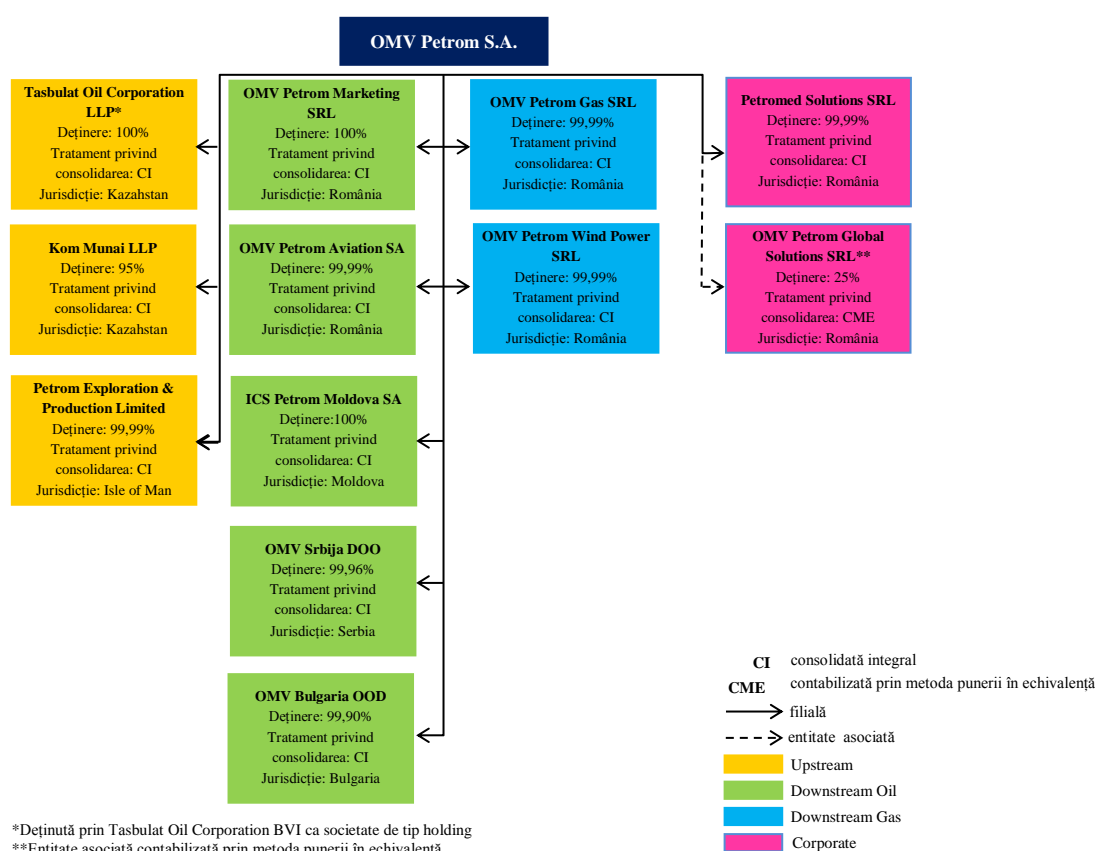 OMV Petrom S.A.
Tasbulat Oil Corporation
LLP*
Deținere: 100%
Tratament privind
consolidarea: CI
Jurisdicție: Kazahstan
OMV Petrom Marketing
SRL
Deținere: 100%
Tratament privind
consolidarea: CI
Jurisdicție: România
OMV Petrom Gas SRL
Deținere: 99,99%
Tratament privind
consolidarea: CI
Jurisdicție: România
Petromed Solutions SRL
Deținere: 99,99%
Tratament privind
consolidarea: CI
Jurisdicție: România
Kom Munai LLP
Deținere: 95%
Tratament privind
consolidarea: CI
Jurisdicție: Kazahstan
OMV Petrom Aviation SA
Deținere: 99,99%
Tratament privind
consolidarea: CI
Jurisdicție: România
OMV Petrom Wind Power
SRL
Deținere: 99,99%
Tratament privind
consolidarea: CI
Jurisdicție: România
OMV Petrom Global
Solutions SRL**
Deținere: 25%
Tratament privind
consolidarea: CME
Jurisdicție: România
Petrom Exploration &
Production Limited
Deținere: 99,99%
Tratament privind
consolidarea: CI
Jurisdicție: Isle of Man
ICS Petrom Moldova SA
Deținere:100%
Tratament privind
consolidarea: CI
Jurisdicție: Moldova
OMV Srbija DOO
Deținere: 99,96%
Tratament privind
consolidarea: CI
Jurisdicție: Serbia
OMV Bulgaria OOD
Deținere: 99,90%
Tratament privind
consolidarea: CI
Jurisdicție: Bulgaria
CI consolidată integral
CME contabilizată prin metoda punerii în echivalență
filială
entitate asociată
Upstream
Downstream Oil
Downstream Gas
Corporate
*Deținută prin Tasbulat Oil Corporation BVI ca societate de tip holding
**Entitate asociată contabilizată prin metoda punerii în echivalență